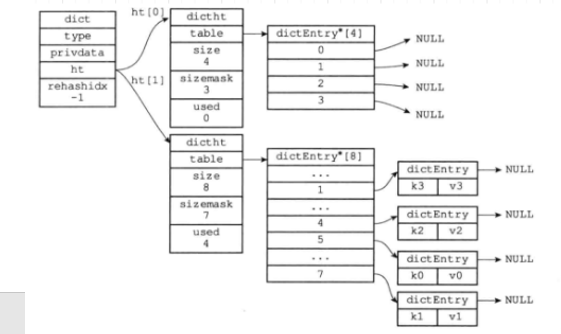 dict
type
privdata
ht
rehashidx
-1
ht[0]
ht[1]
dictht
table
size
4
sizemask
3
used
0
dictEntry*[4]
0
1
2
3
NULL
NULL
NULL
NULL
dictht
table
size
8
sizemask
7
used
4
dictEntry*[8]
...
1
...
4
5
...
7
dictEntry
k3 v3
NULL
dictEntry
k2 v2
NULL
dictEntry
k0 v0
NULL
dictEntry
k1 v1
NULL